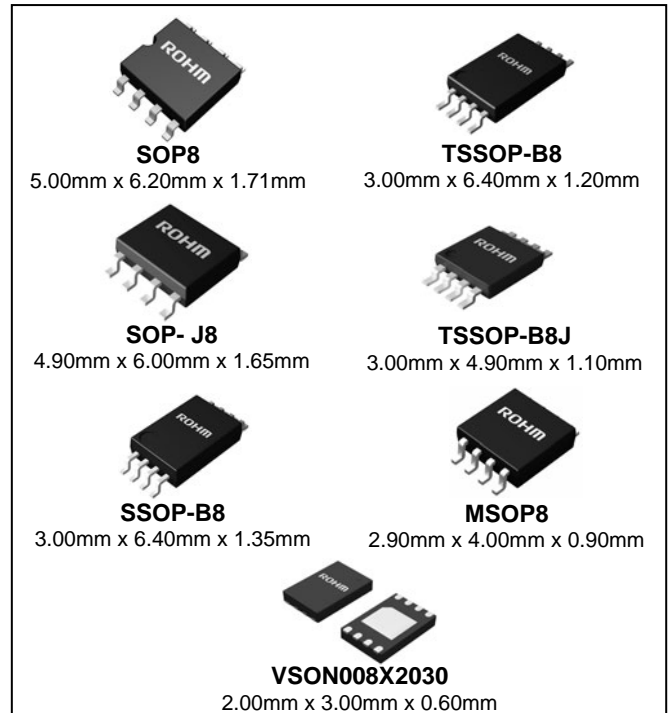 ROHM
ROHM
SOP8
TSSOP-B8
5.00mm x 6.20mm x 1.71mm
3.00mm x 6.40mm x 1.20mm
ROHM
ROHM
SOP- J8
TSSOP-B8J
4.90mm x 6.00mm x 1.65mm
3.00mm x 4.90mm x 1.10mm
ROHM
ROHM
SSOP-B8
MSOP8
3.00mm x 6.40mm x 1.35mm
2.90mm x 4.00mm x 0.90mm
ROHM
VSON008X2030
2.00mm x 3.00mm x 0.60mm